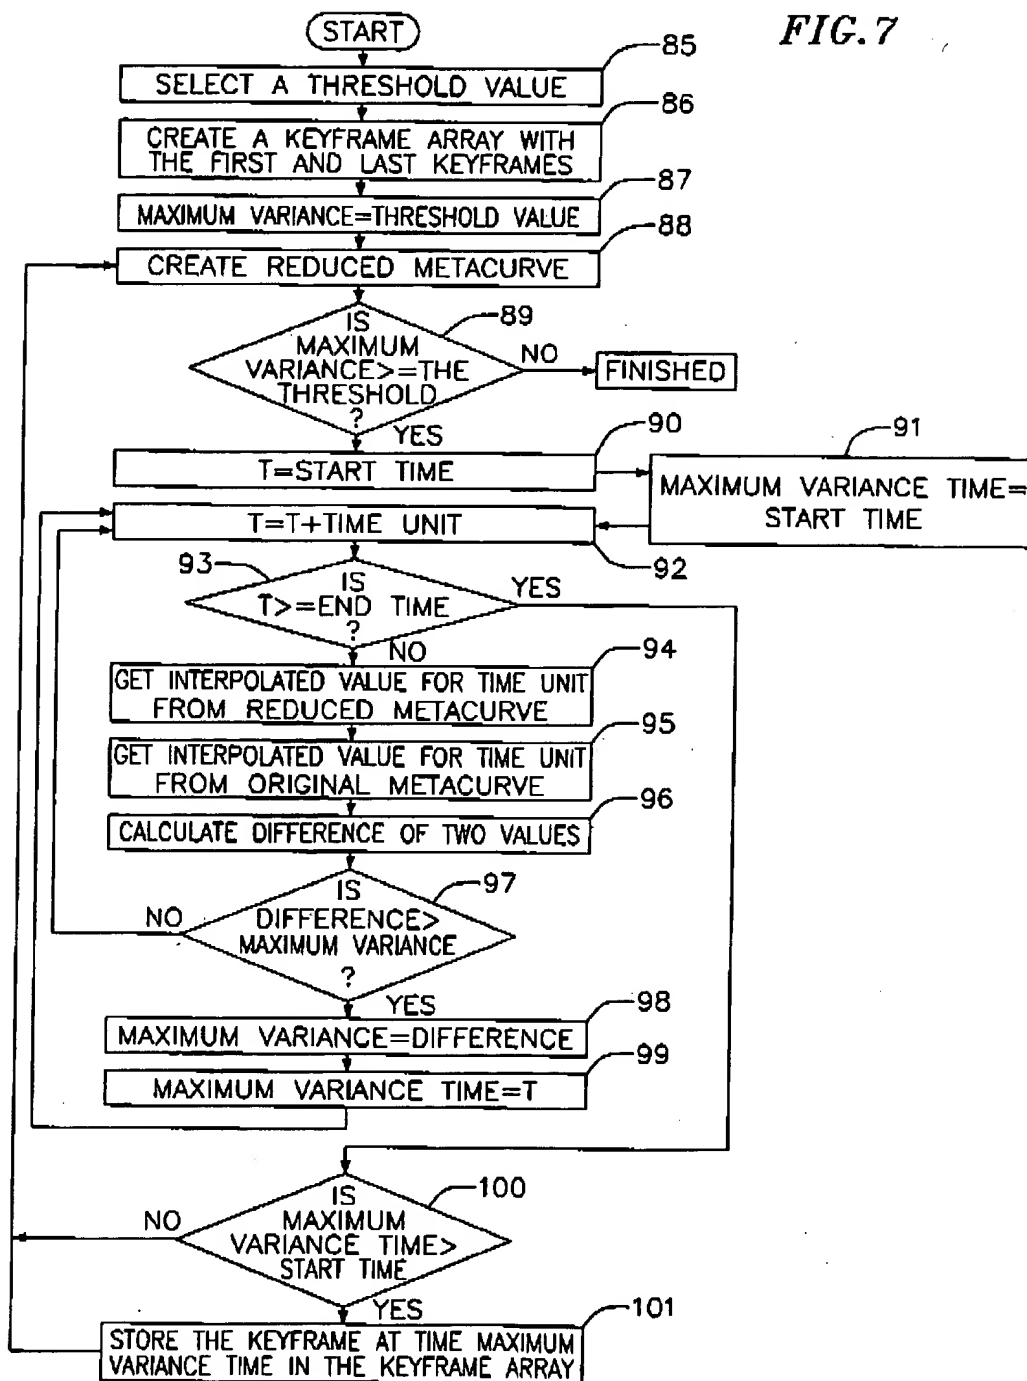 FIG.7
START
85
SELECT A THRESHOLD VALUE
86
CREATE A KEYFRAME ARRAY WITH
THE FIRST AND LAST KEYFRAMES
87
MAXIMUM VARIANCE=THRESHOLD VALUE
88
CREATE REDUCED METACURVE
89
IS
MAXIMUM
VARIANCE>=THE
THRESHOLD
?
NO
FINISHED
YES
90
T=START TIME
91
MAXIMUM VARIANCE TIME=
START TIME
T=T+TIME UNIT
92
93
IS
T>=END TIME
?
YES
NO
94
GET INTERPOLATED VALUE FOR TIME UNIT
FROM REDUCED METACURVE
95
GET INTERPOLATED VALUE FOR TIME UNIT
FROM ORIGINAL METACURVE
96
CALCULATE DIFFERENCE OF TWO VALUES
97
IS
DIFFERENCE>
MAXIMUM VARIANCE
?
NO
YES
98
MAXIMUM VARIANCE=DIFFERENCE
99
MAXIMUM VARIANCE TIME=T
100
IS
MAXIMUM
VARIANCE TIME>
START TIME
NO
YES
101
STORE THE KEYFRAME AT TIME MAXIMUM
VARIANCE TIME IN THE KEYFRAME ARRAY